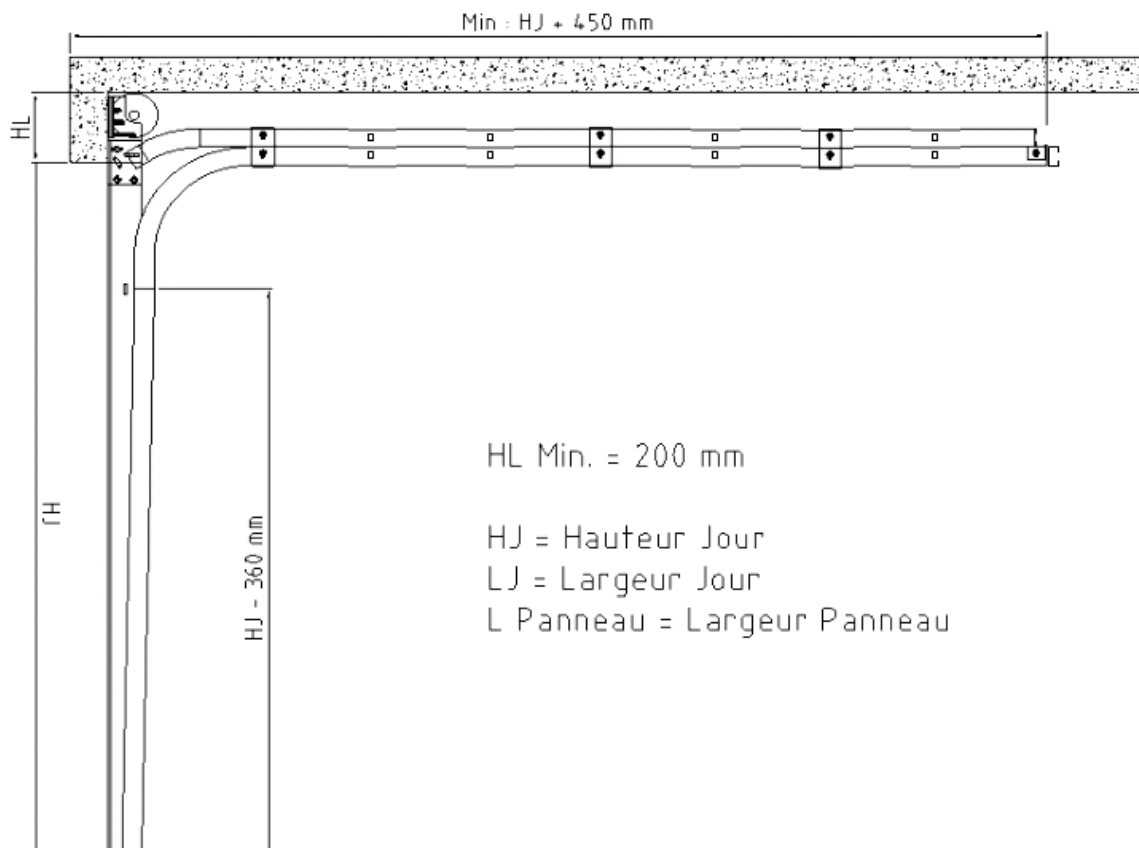 Min : HJ + 450 mm
HL
HL Min. = 200 mm
HJ
HJ - 360 mm
HJ = Hauteur Jour
LJ = Largeur Jour
L Panneau = Largeur Panneau